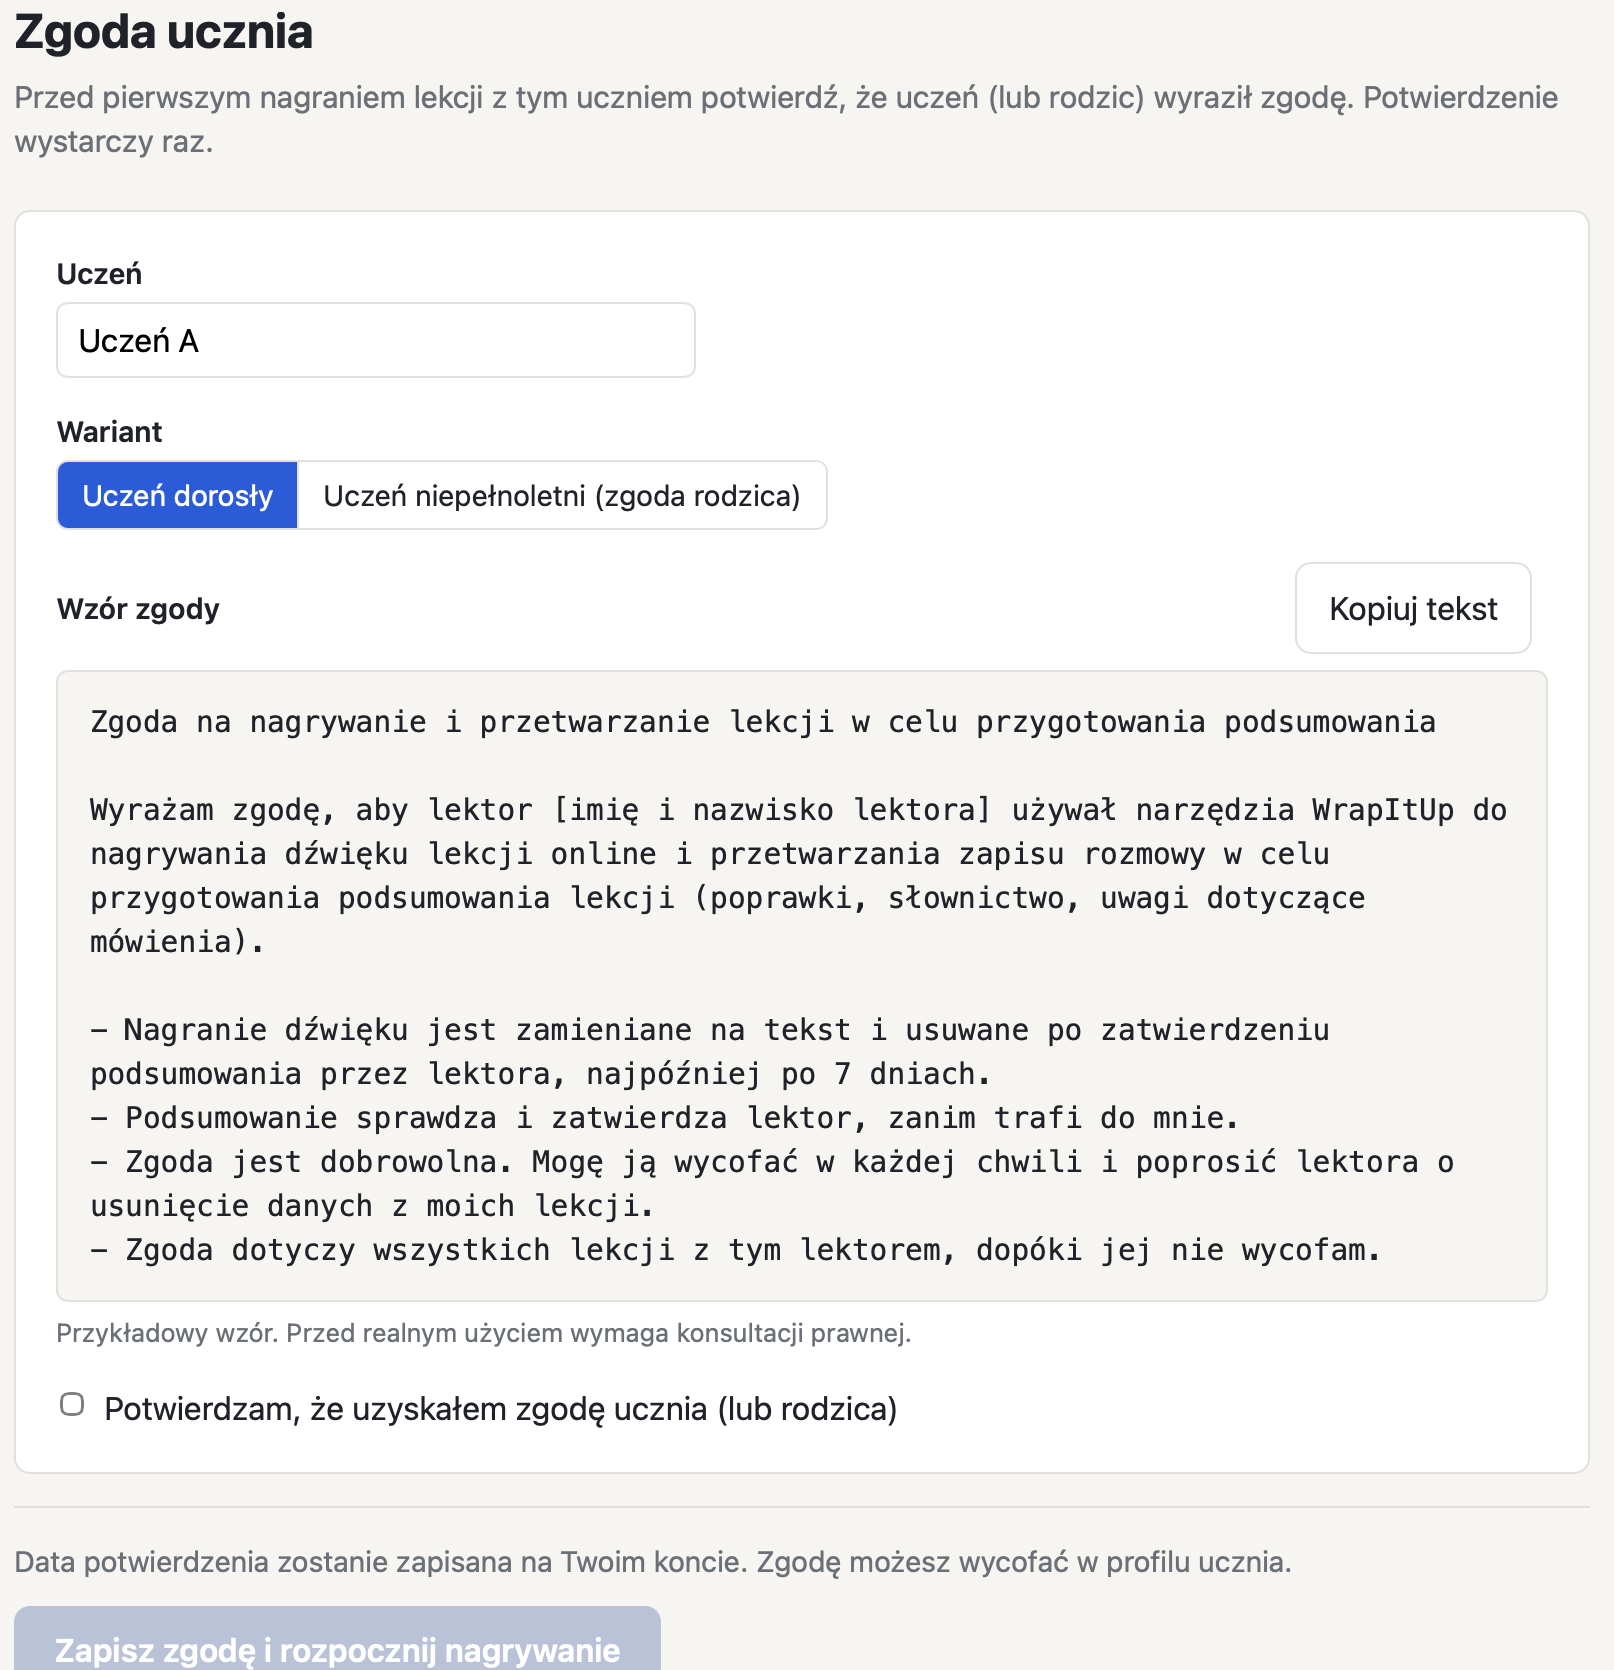 Zgoda ucznia
Przed pierwszym nagraniem lekcji z tym uczniem potwierdź, że uczeń (lub rodzic) wyraził zgodę. Potwierdzenie
wystarczy raz.
Uczeń
Uczeń A
Wariant
Uczeń dorosły
Uczeń niepełnoletni (zgoda rodzica)
Wzór zgody
Kopiuj tekst
Zgoda na nagrywanie i przetwarzanie lekcji w celu przygotowania podsumowania
Wyrażam zgodę, aby lektor [imię i nazwisko lektora] używał narzędzia WrapItUp do
nagrywania dźwięku lekcji online i przetwarzania zapisu rozmowy w celu
przygotowania podsumowania lekcji (poprawki, słownictwo, uwagi dotyczące
mówienia).
– Nagranie dźwięku jest zamieniane na tekst i usuwane po zatwierdzeniu
podsumowania przez lektora, najpóźniej po 7 dniach.
– Podsumowanie sprawdza i zatwierdza lektor, zanim trafi do mnie.
– Zgoda jest dobrowolna. Mogę ją wycofać w każdej chwili i poprosić lektora o
usunięcie danych z moich lekcji.
– Zgoda dotyczy wszystkich lekcji z tym lektorem, dopóki jej nie wycofam.
Przykładowy wzór. Przed realnym użyciem wymaga konsultacji prawnej.
Potwierdzam, że uzyskałem zgodę ucznia (lub rodzica)
Data potwierdzenia zostanie zapisana na Twoim koncie. Zgodę możesz wycofać w profilu ucznia.
Zapisz zgodę i rozpocznij nagrywanie